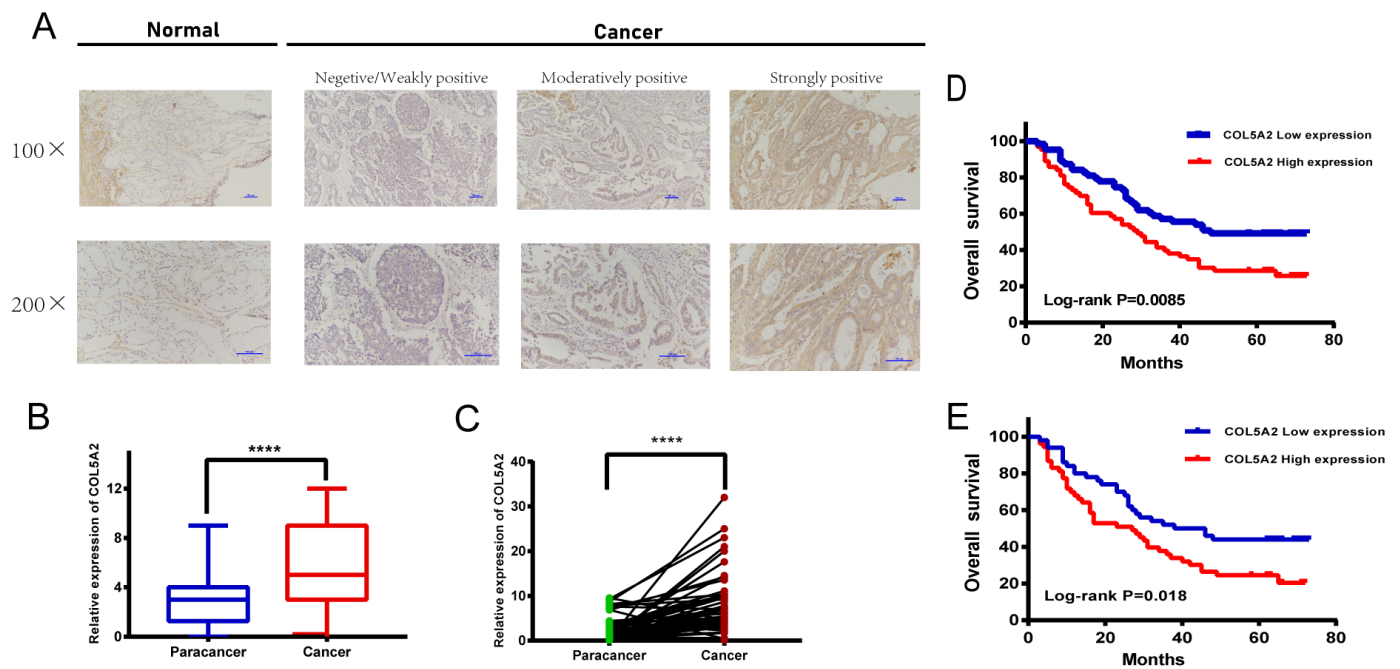 A
Normal
Cancer
Negetive/Weakly positive
Moderatively positive
Strongly positive
100×
200×
B
Relative expression of COL5A2
12
8
4
0
****
Paracancer
Cancer
C
Relative expression of COL5A2
40
30
20
10
0
****
Paracancer
Cancer
D
Overall survival
100
80
60
40
20
0
COL5A2 Low expression
COL5A2 High expression
Log-rank P=0.0085
0
20
40
60
80
Months
E
Overall survival
100
80
60
40
20
0
COL5A2 Low expression
COL5A2 High expression
Log-rank P=0.018
0
20
40
60
80
Months